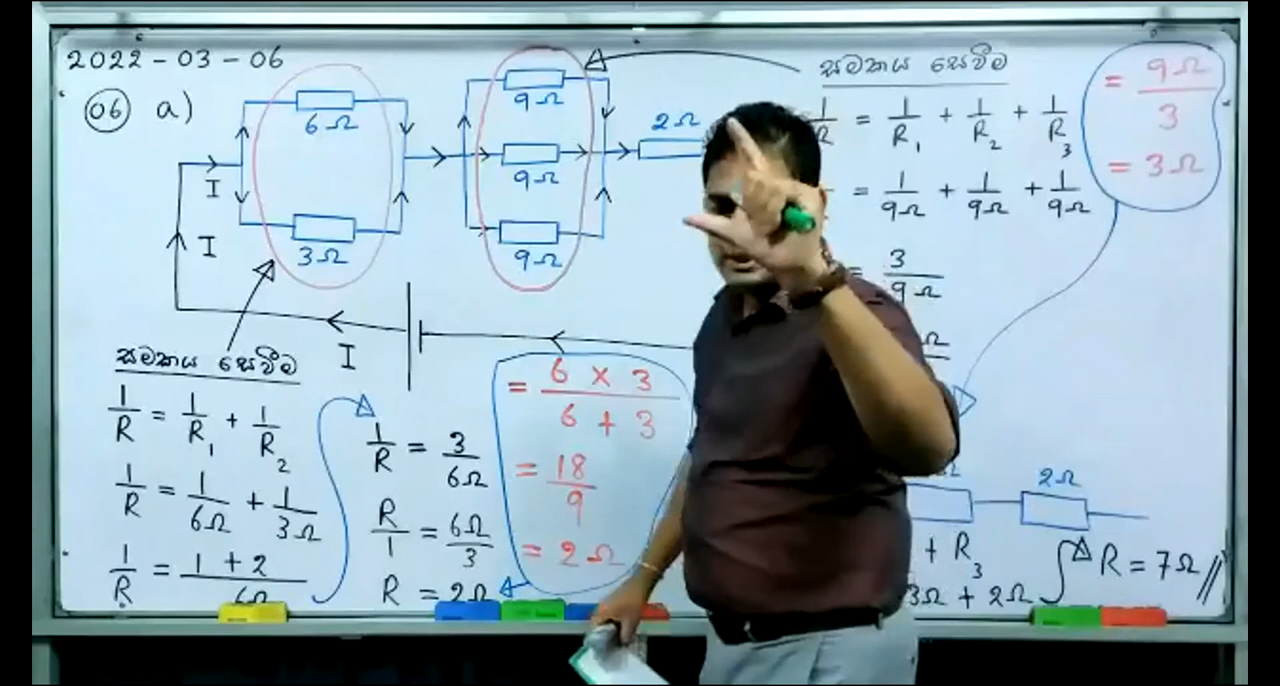 2022 - 03 - 06
06 a)
6Ω
3Ω
9Ω
9Ω
9Ω
2Ω
I
I
I
සමකය සෙවීම
1/R = 1/R₁ + 1/R₂
1/R = 1/6Ω + 1/3Ω
1/R = 1 + 2 / 6Ω
1/R = 3/6Ω
R/1 = 6Ω/3
R = 2Ω
= 6 × 3 / 6 + 3
= 18/9
= 2Ω
සමකය සෙවීම
1/R = 1/R₁ + 1/R₂ + 1/R₃
= 1/9Ω + 1/9Ω + 1/9Ω
= 3/9Ω
= 9Ω/3
= 3Ω
2Ω
+ R₃
3Ω + 2Ω
R = 7Ω //